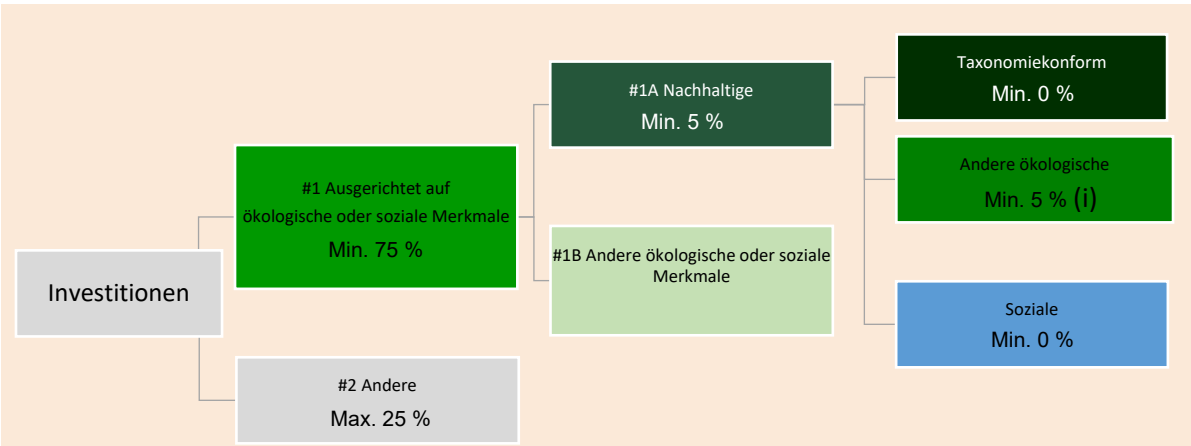 Investitionen
#1 Ausgerichtet auf
ökologische oder soziale Merkmale
Min. 75 %
#2 Andere
Max. 25 %
#1A Nachhaltige
Min. 5 %
#1B Andere ökologische oder soziale
Merkmale
Taxonomiekonform
Min. 0 %
Andere ökologische
Min. 5 % (i)
Soziale
Min. 0 %